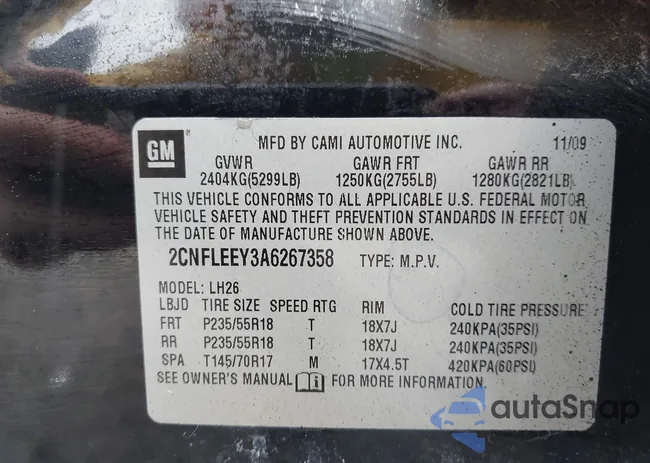 GM
MFD BY CAMI AUTOMOTIVE INC. 11/09
GVWR GAWR FRT GAWR RR
2404KG(5299LB) 1250KG(2755LB) 1280KG(2821LB)
THIS VEHICLE CONFORMS TO ALL APPLICABLE U.S. FEDERAL MOTOR
VEHICLE SAFETY AND THEFT PREVENTION STANDARDS IN EFFECT ON
THE DATE OF MANUFACTURE SHOWN ABOVE.
2CNFLEEY3A6267358 TYPE: M.P.V.
MODEL: LH26
LBJD TIRE SIZE SPEED RTG RIM COLD TIRE PRESSURE
FRT P235/55R18 T 18X7J 240KPA(35PSI)
RR P235/55R18 T 18X7J 240KPA(35PSI)
SPA T145/70R17 M 17X4.5T 420KPA(60PSI)
SEE OWNER'S MANUAL i FOR MORE INFORMATION.
autoSnap